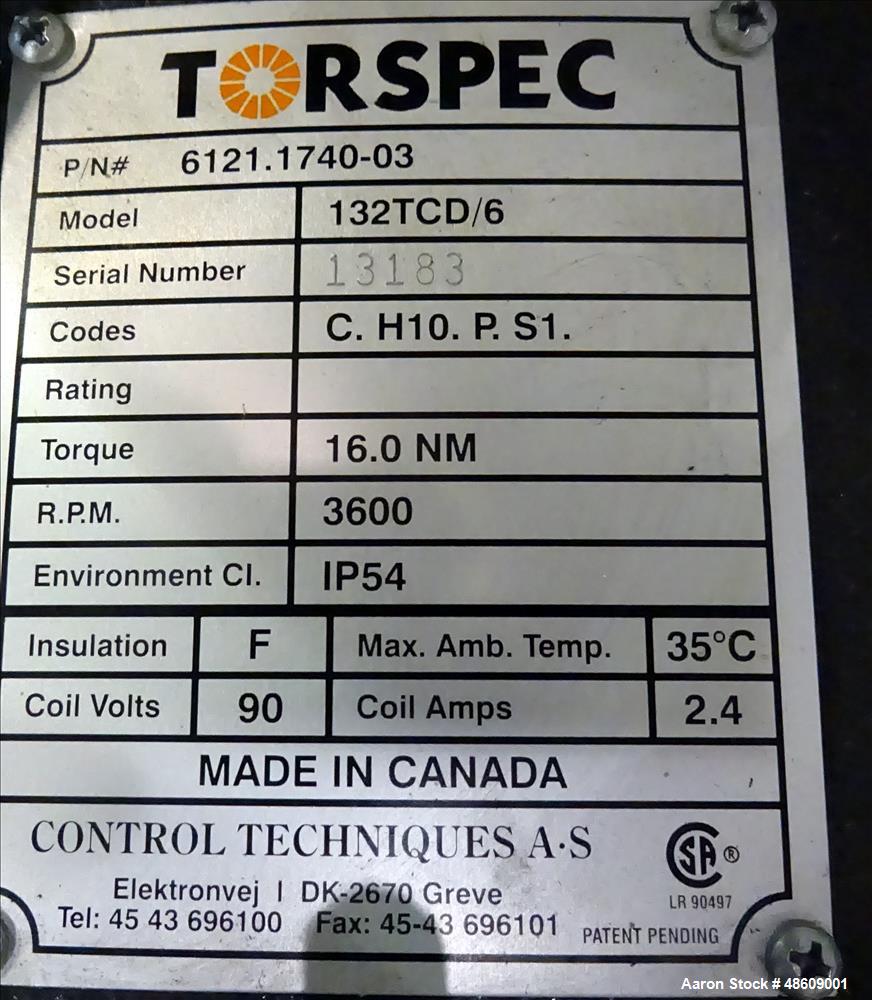 TORSPEC
P/N# 6121.1740-03
Model 132TCD/6
Serial Number 13183
Codes C. H10. P. S1.
Rating
Torque 16.0 NM
R.P.M. 3600
Environment Cl. IP54
Insulation F Max. Amb. Temp. 35°C
Coil Volts 90 Coil Amps 2.4
MADE IN CANADA
CONTROL TECHNIQUES A·S
Elektronvej 1 DK-2670 Greve
Tel: 45 43 696100 Fax: 45-43 696101
SA ®
LR 90497
PATENT PENDING
Aaron Stock # 48609001